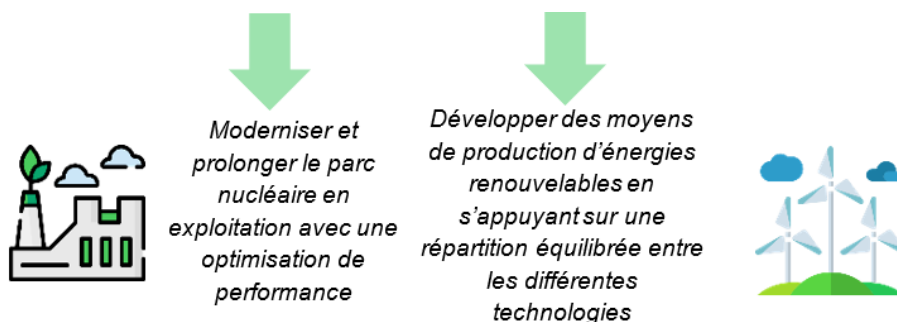 Moderniser et
prolonger le parc
nucléaire en
exploitation avec une
optimisation de
performance
Développer des moyens
de production d'énergies
renouvelables en
s'appuyant sur une
répartition équilibrée entre
les différentes
technologies